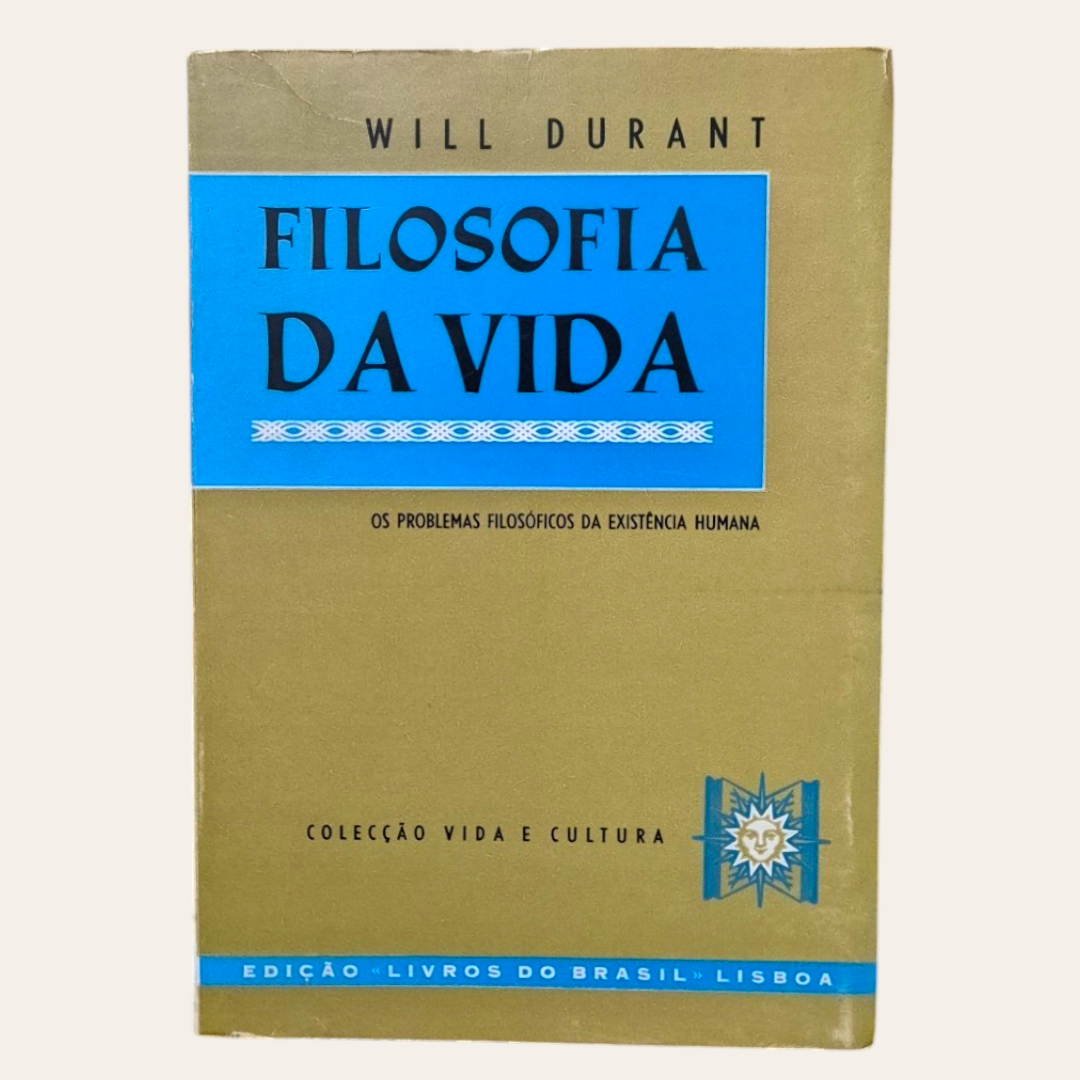 WILL DURANT
FILOSOFIA
DA VIDA
OS PROBLEMAS FILOSÓFICOS DA EXISTÊNCIA HUMANA
COLECÇÃO VIDA E CULTURA
EDIÇÃO «LIVROS DO BRASIL» LISBOA